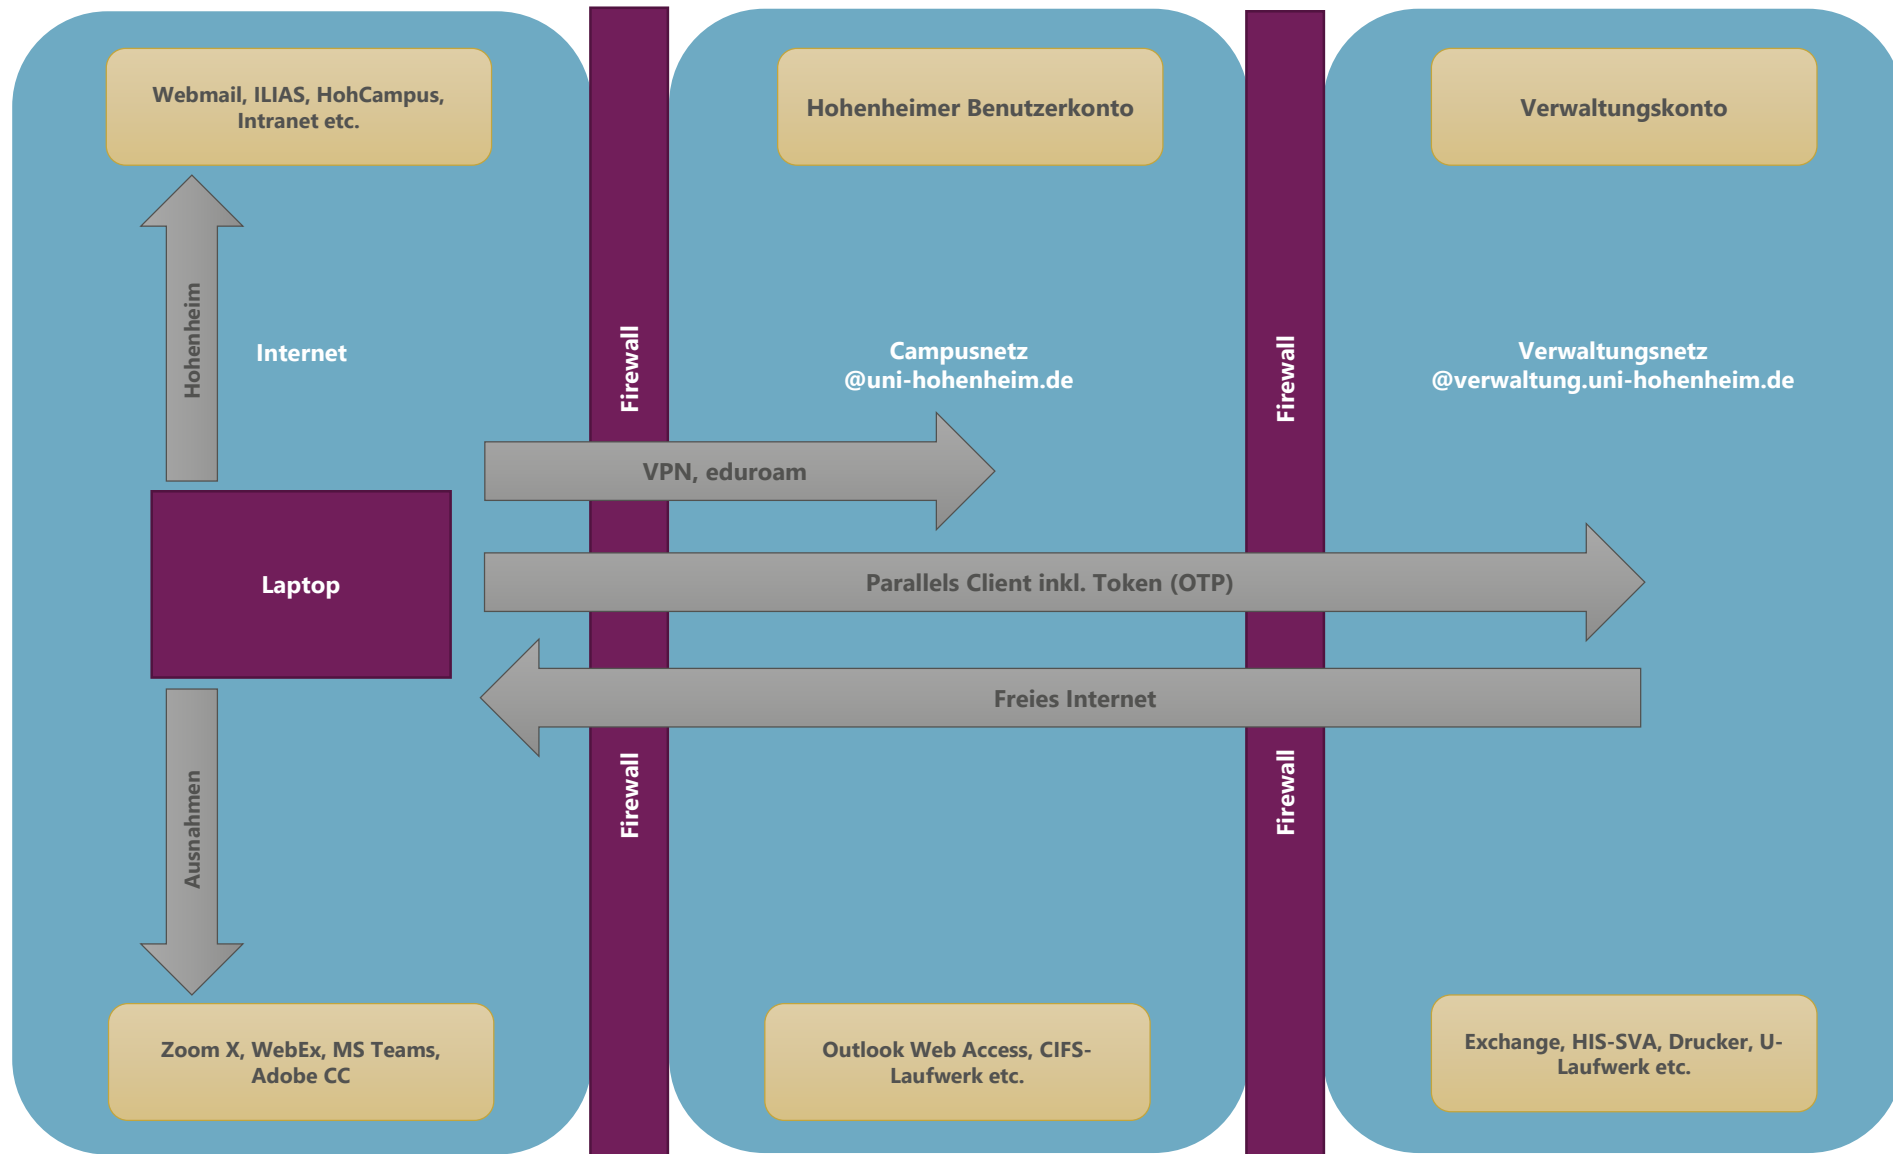 Webmail, ILIAS, HohCampus,
Intranet etc.
Hohenheimer Benutzerkonto
Verwaltungskonto
Hohenheim
Internet
Firewall
Campusnetz
@uni-hohenheim.de
Firewall
Verwaltungsnetz
@verwaltung.uni-hohenheim.de
VPN, eduroam
Laptop
Parallels Client inkl. Token (OTP)
Freies Internet
Ausnahmen
Firewall
Firewall
Zoom X, WebEx, MS Teams,
Adobe CC
Outlook Web Access, CIFS-
Laufwerk etc.
Exchange, HIS-SVA, Drucker, U-
Laufwerk etc.